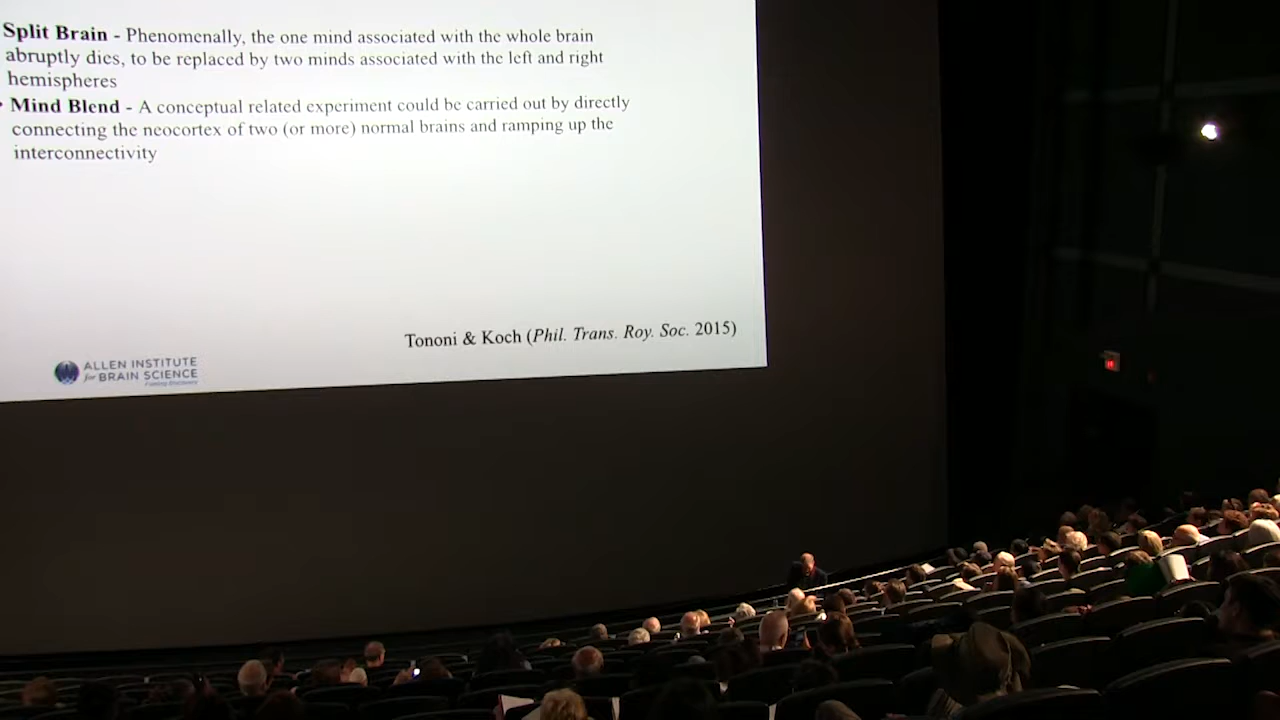 Split Brain - Phenomenally, the one mind associated with the whole brain
abruptly dies, to be replaced by two minds associated with the left and right
hemispheres
• Mind Blend - A conceptual related experiment could be carried out by directly
connecting the neocortex of two (or more) normal brains and ramping up the
interconnectivity
Tononi & Koch (Phil. Trans. Roy. Soc. 2015)
ALLEN INSTITUTE
for BRAIN SCIENCE